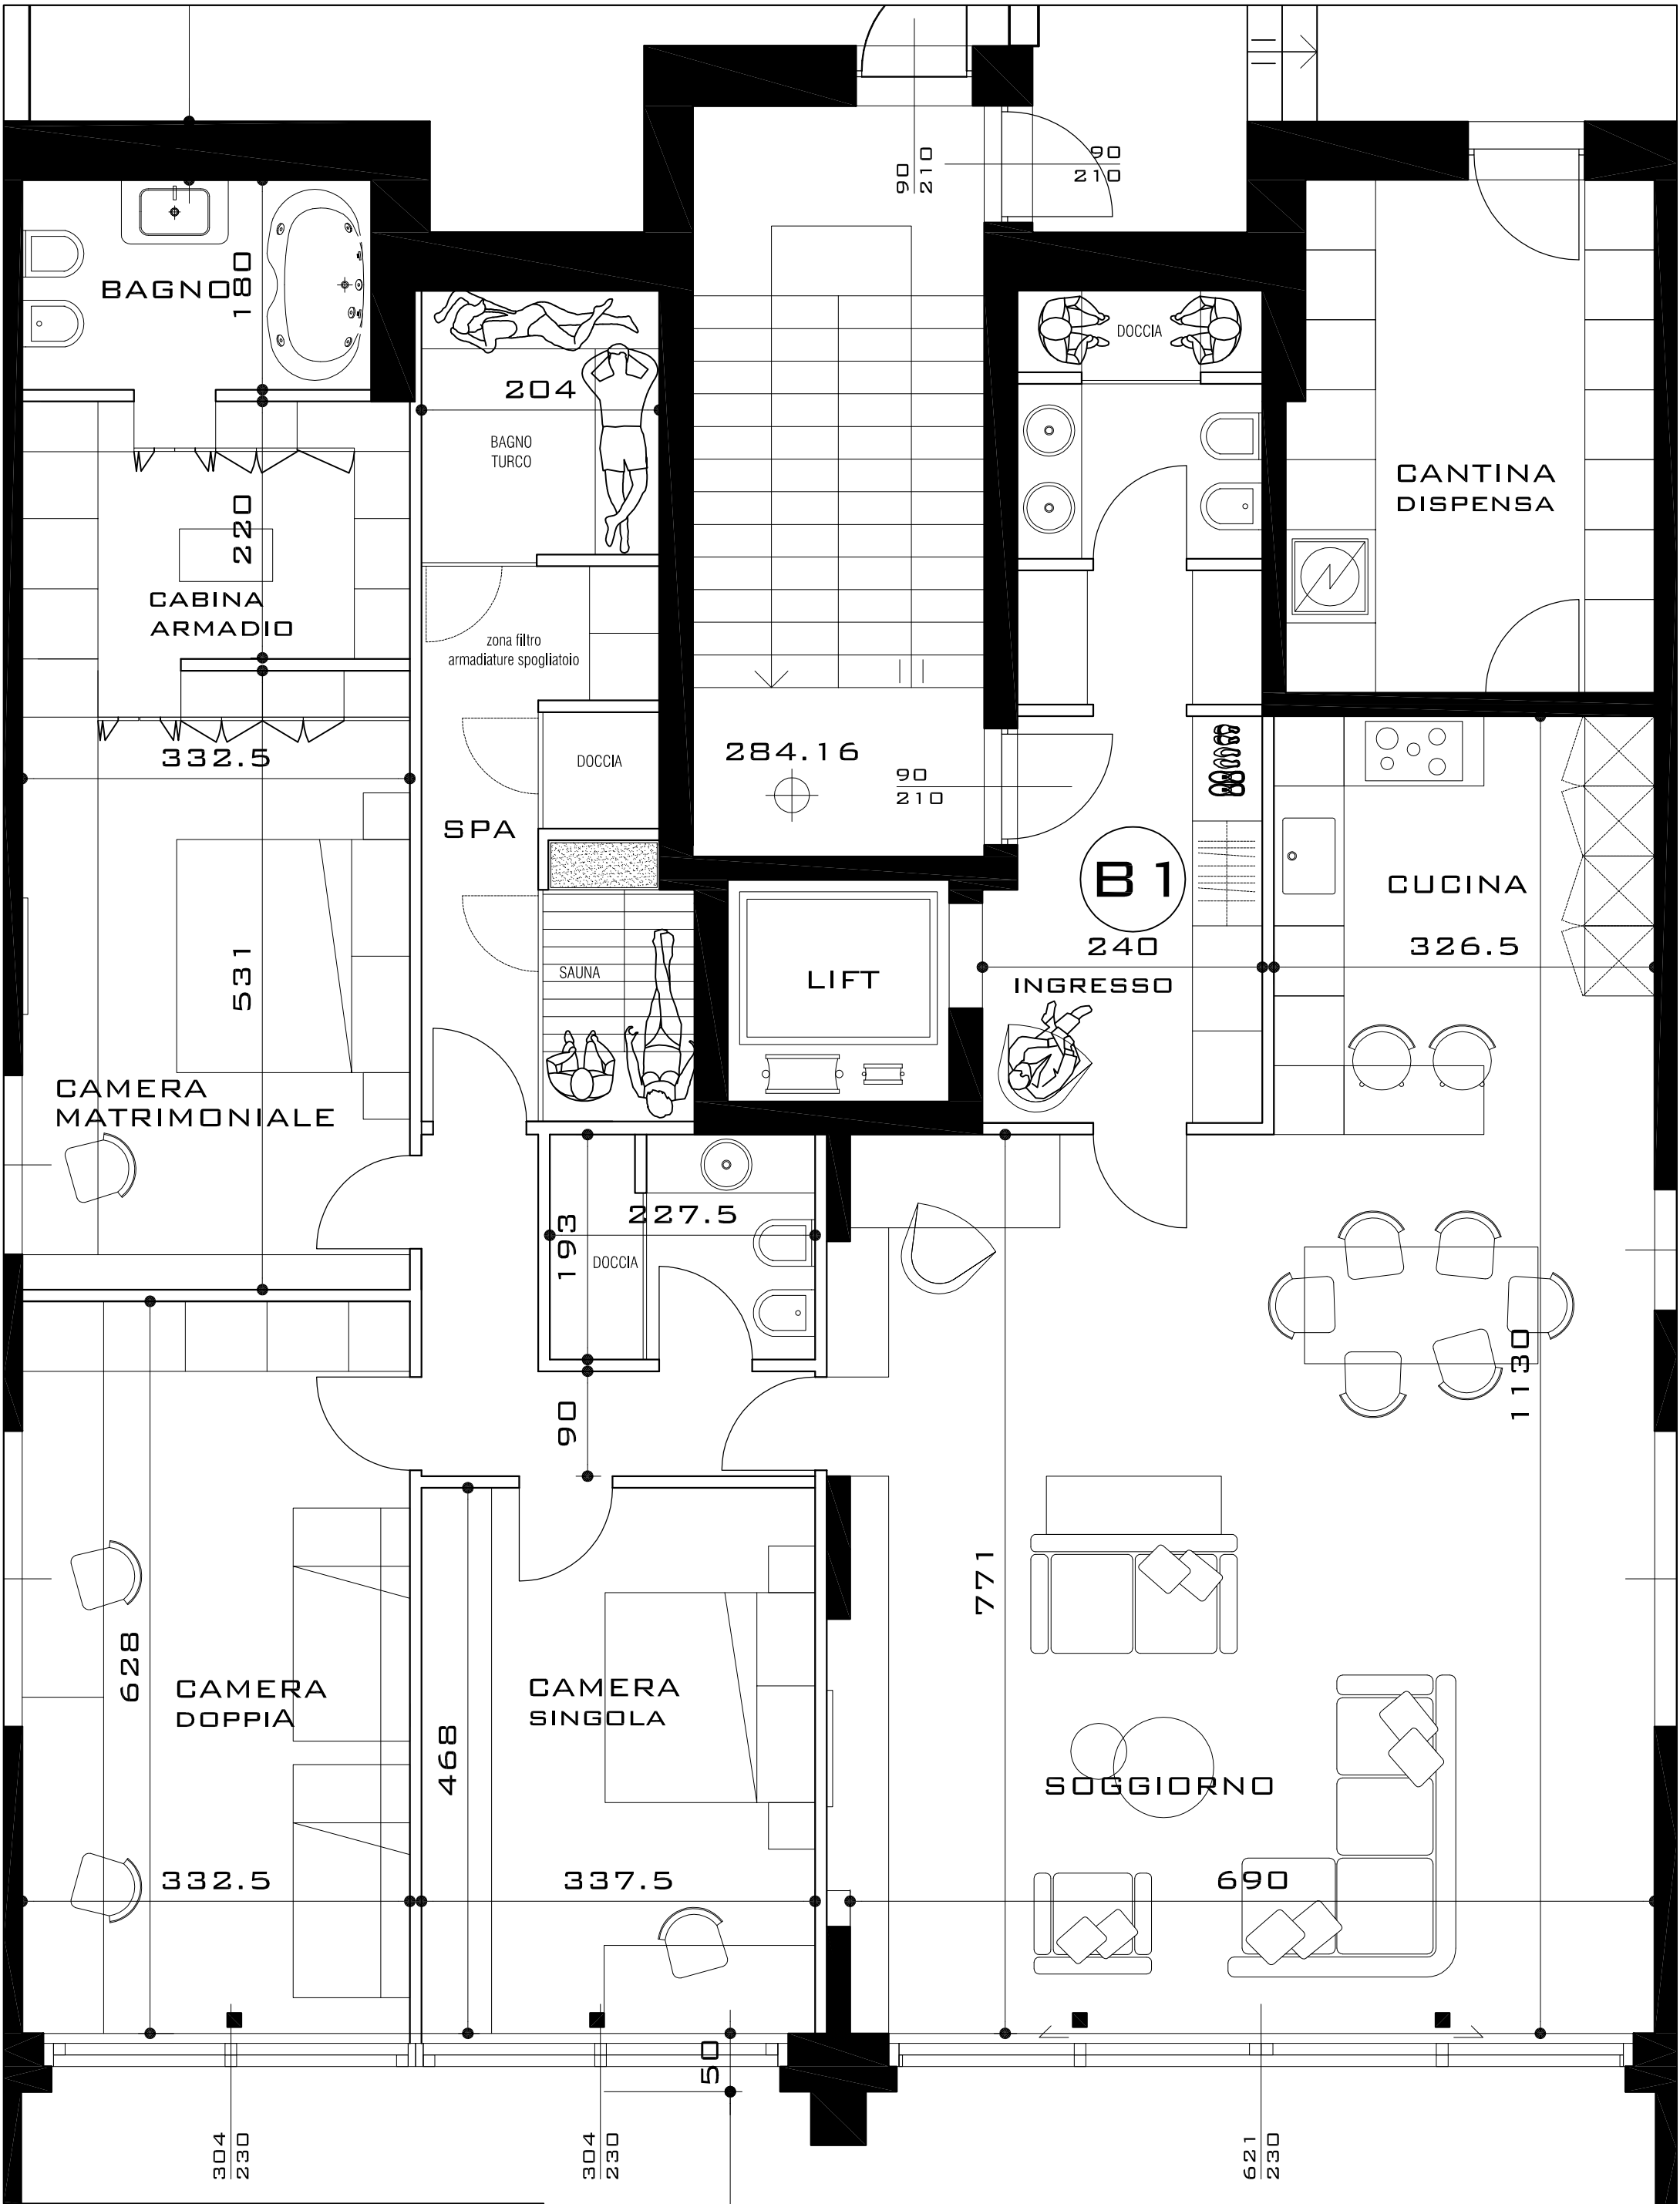 90
210
90
210
BAGNO
180
204
DOCCIA
BAGNO
TURCO
CANTINA
DISPENSA
220
CABINA
ARMADIO
zona filtro
armadiature spogliatoio
332.5
DOCCIA
284.16
90
210
SPA
B1
CUCINA
240
326.5
531
SAUNA
LIFT
INGRESSO
CAMERA
MATRIMONIALE
193
227.5
DOCCIA
1130
90
771
628
CAMERA
DOPPIA
CAMERA
SINGOLA
468
SOGGIORNO
332.5
337.5
690
50
304
230
304
230
621
230